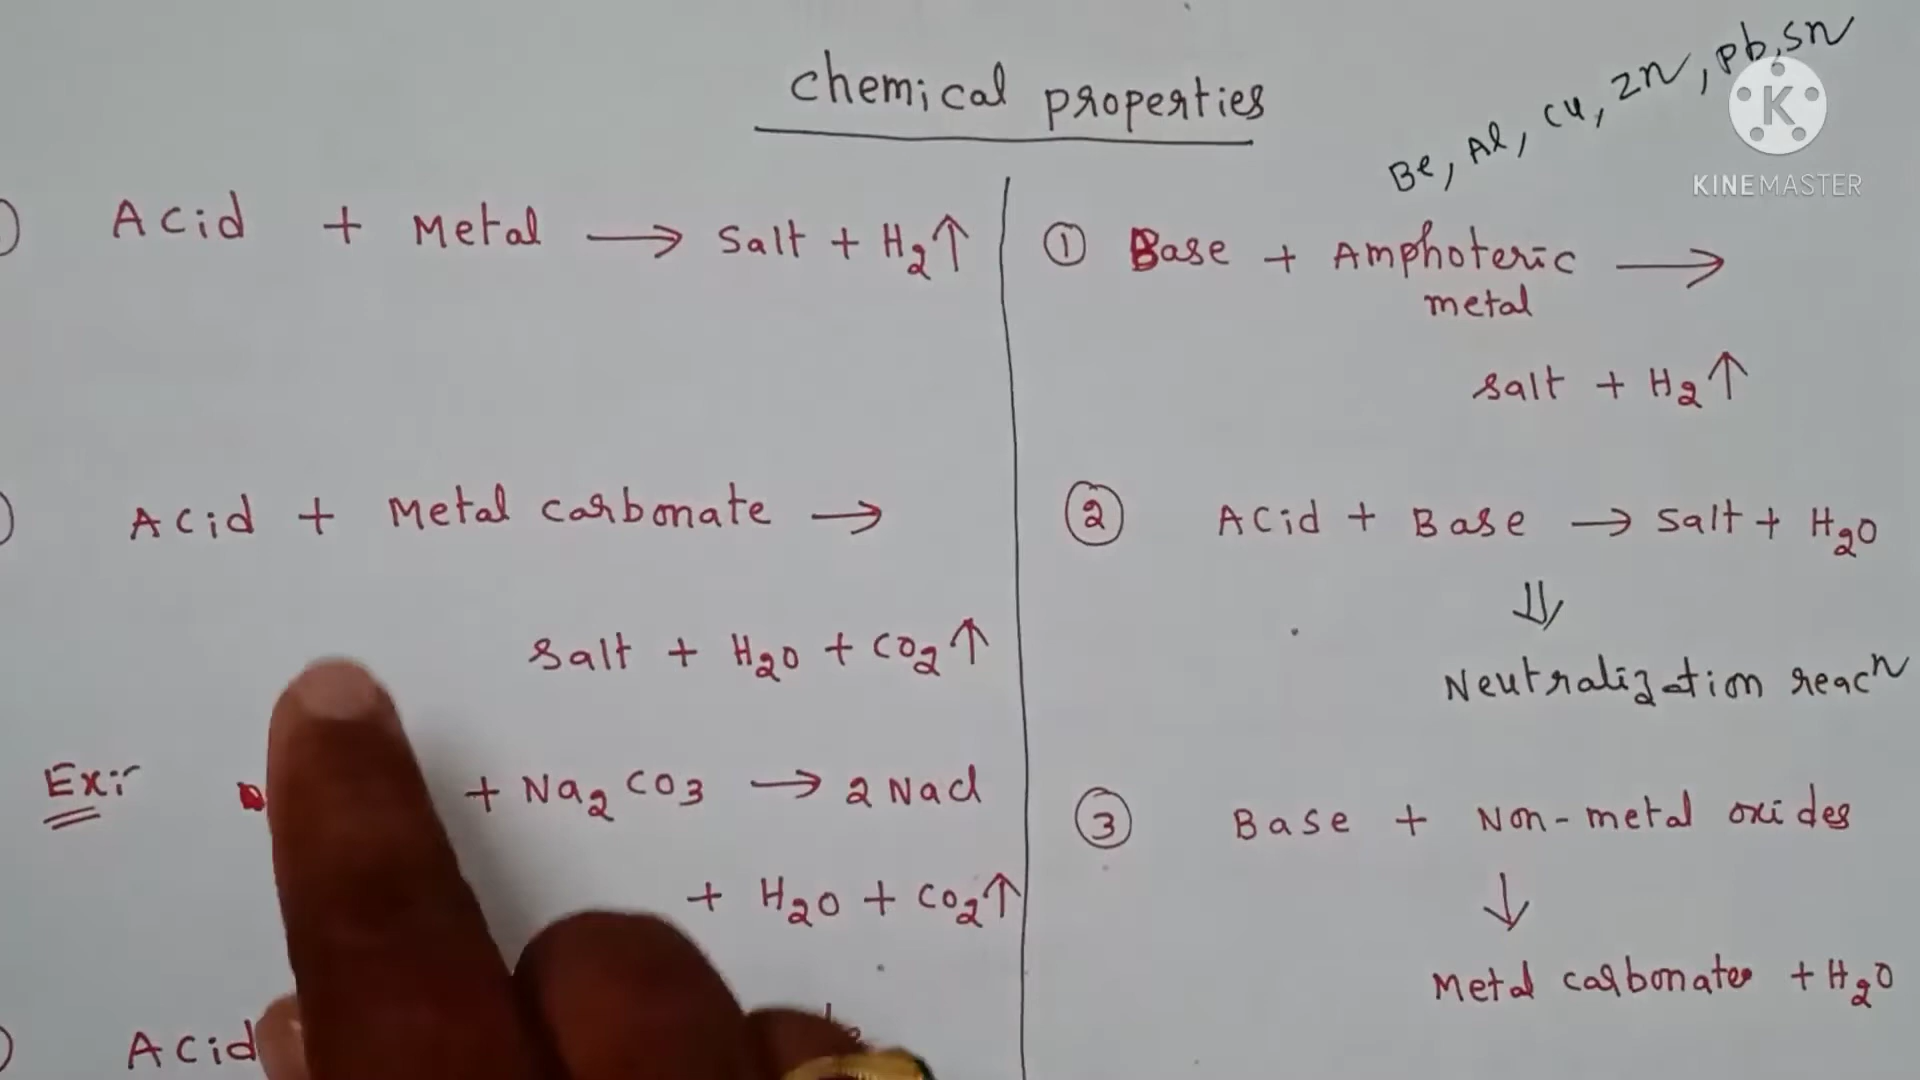 chemical properties
Be, Al, Cu, Zn, Pb, Sn
KINEMASTER
Acid + Metal → Salt + H2↑
Acid + Metal carbonate →
Salt + H2O + CO2↑
Ex:- + Na2CO3 → 2 NaCl
+ H2O + CO2↑
Acid
① Base + Amphoteric →
metal
Salt + H2↑
② Acid + Base → Salt + H2O
⇓
Neutralization reacn
③ Base + Non-metal oxides
↓
Metal carbonate + H2O